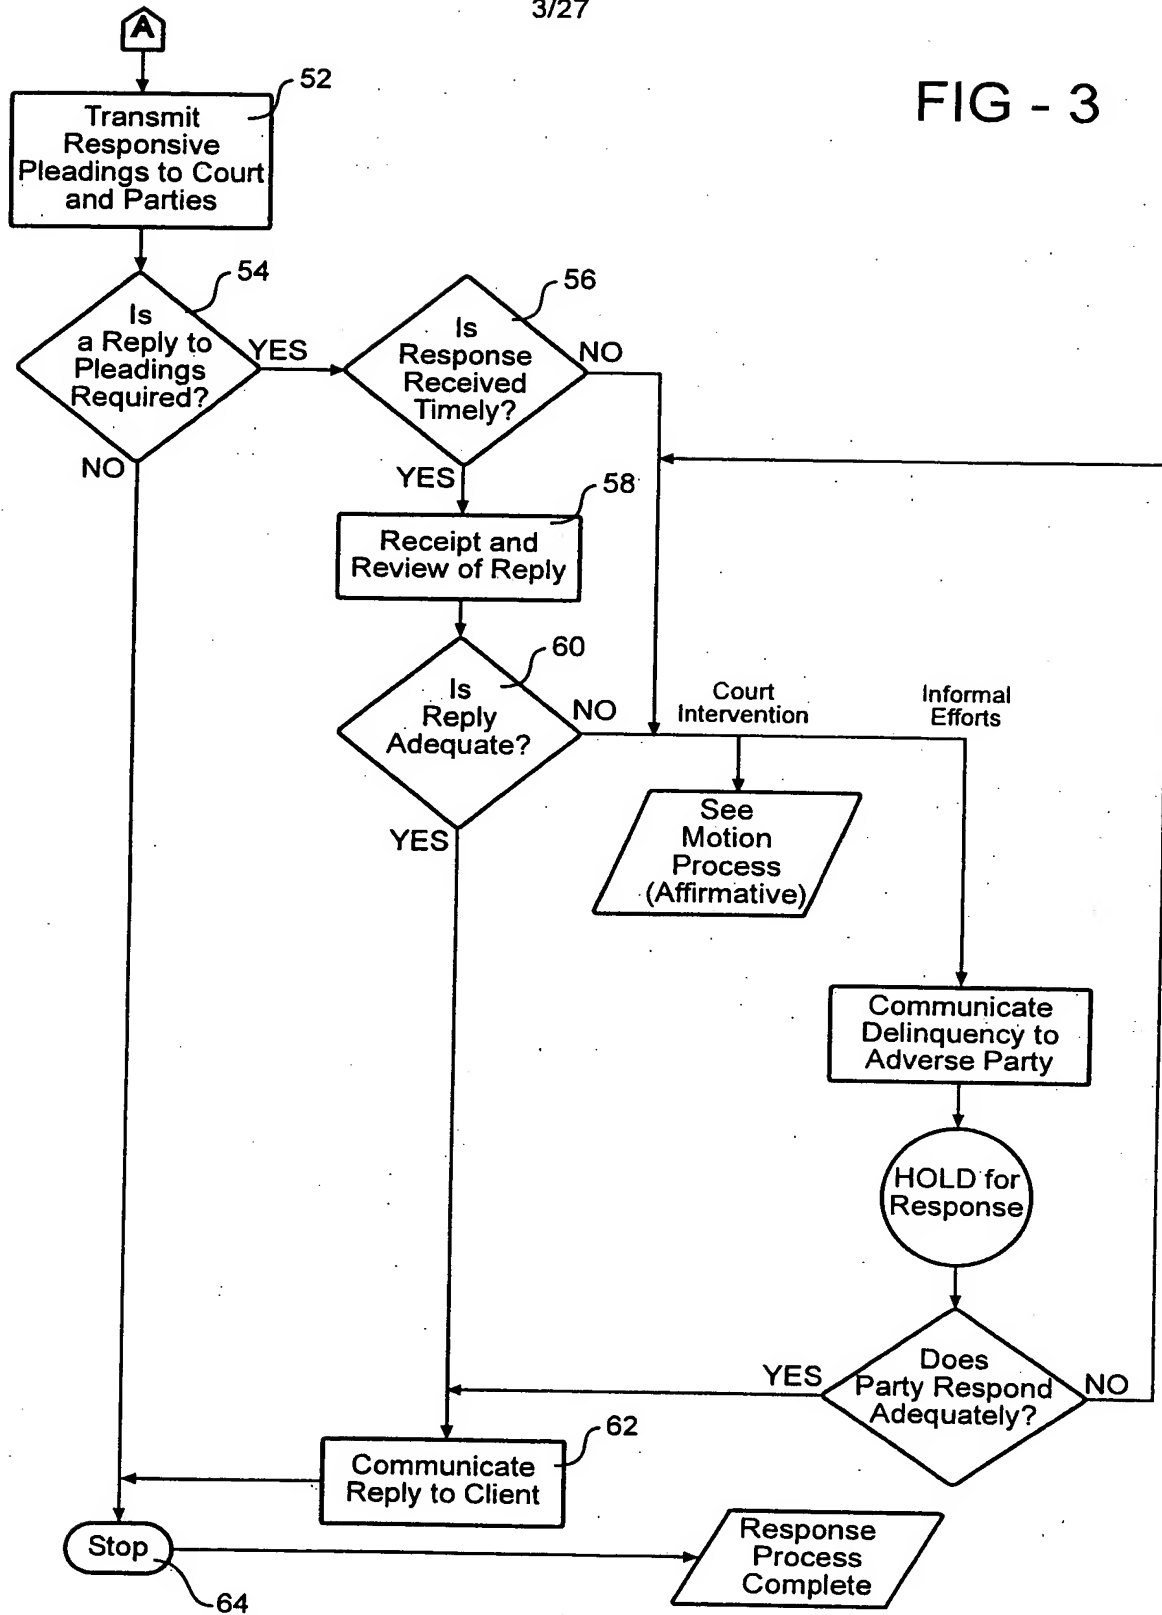 3/27
A
FIG - 3
52
Transmit
Responsive
Pleadings to Court
and Parties
54
Is
a Reply to
Pleadings
Required?
YES
NO
56
Is
Response
Received
Timely?
NO
YES
58
Receipt and
Review of Reply
60
Is
Reply
Adequate?
NO
YES
Court
Intervention
Informal
Efforts
See
Motion
Process
(Affirmative)
Communicate
Delinquency to
Adverse Party
HOLD for
Response
Does
Party Respond
Adequately?
YES
NO
62
Communicate
Reply to Client
Stop
64
Response
Process
Complete